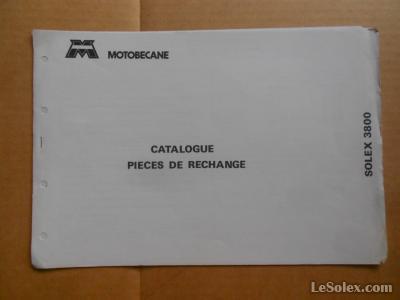 MOTOBECANE
CATALOGUE
PIECES DE RECHANGE
SOLEX 3800
LeSolex.com